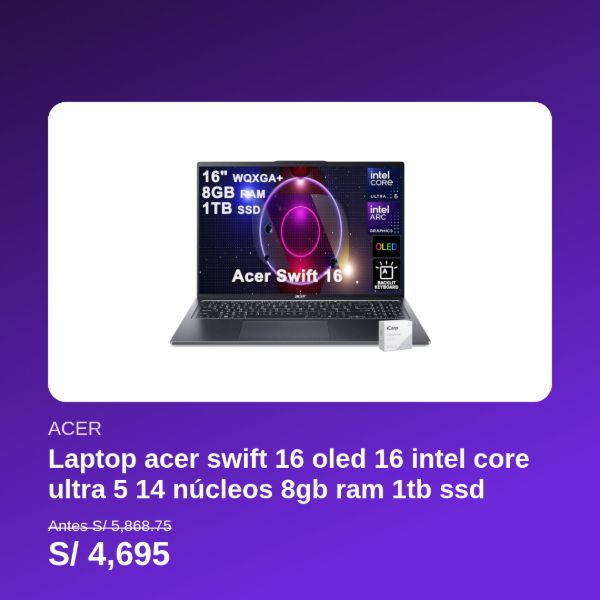 16" WQXGA+
8GB RAM
1TB SSD
intel
CORE
ULTRA 5
intel
ARC
GRAPHICS
OLED
A
BACKLIT
KEYBOARD
Acer Swift 16
acer
iCarp
ACER
Laptop acer swift 16 oled 16 intel core
ultra 5 14 núcleos 8gb ram 1tb ssd
Antes S/ 5,868.75
S/ 4,695